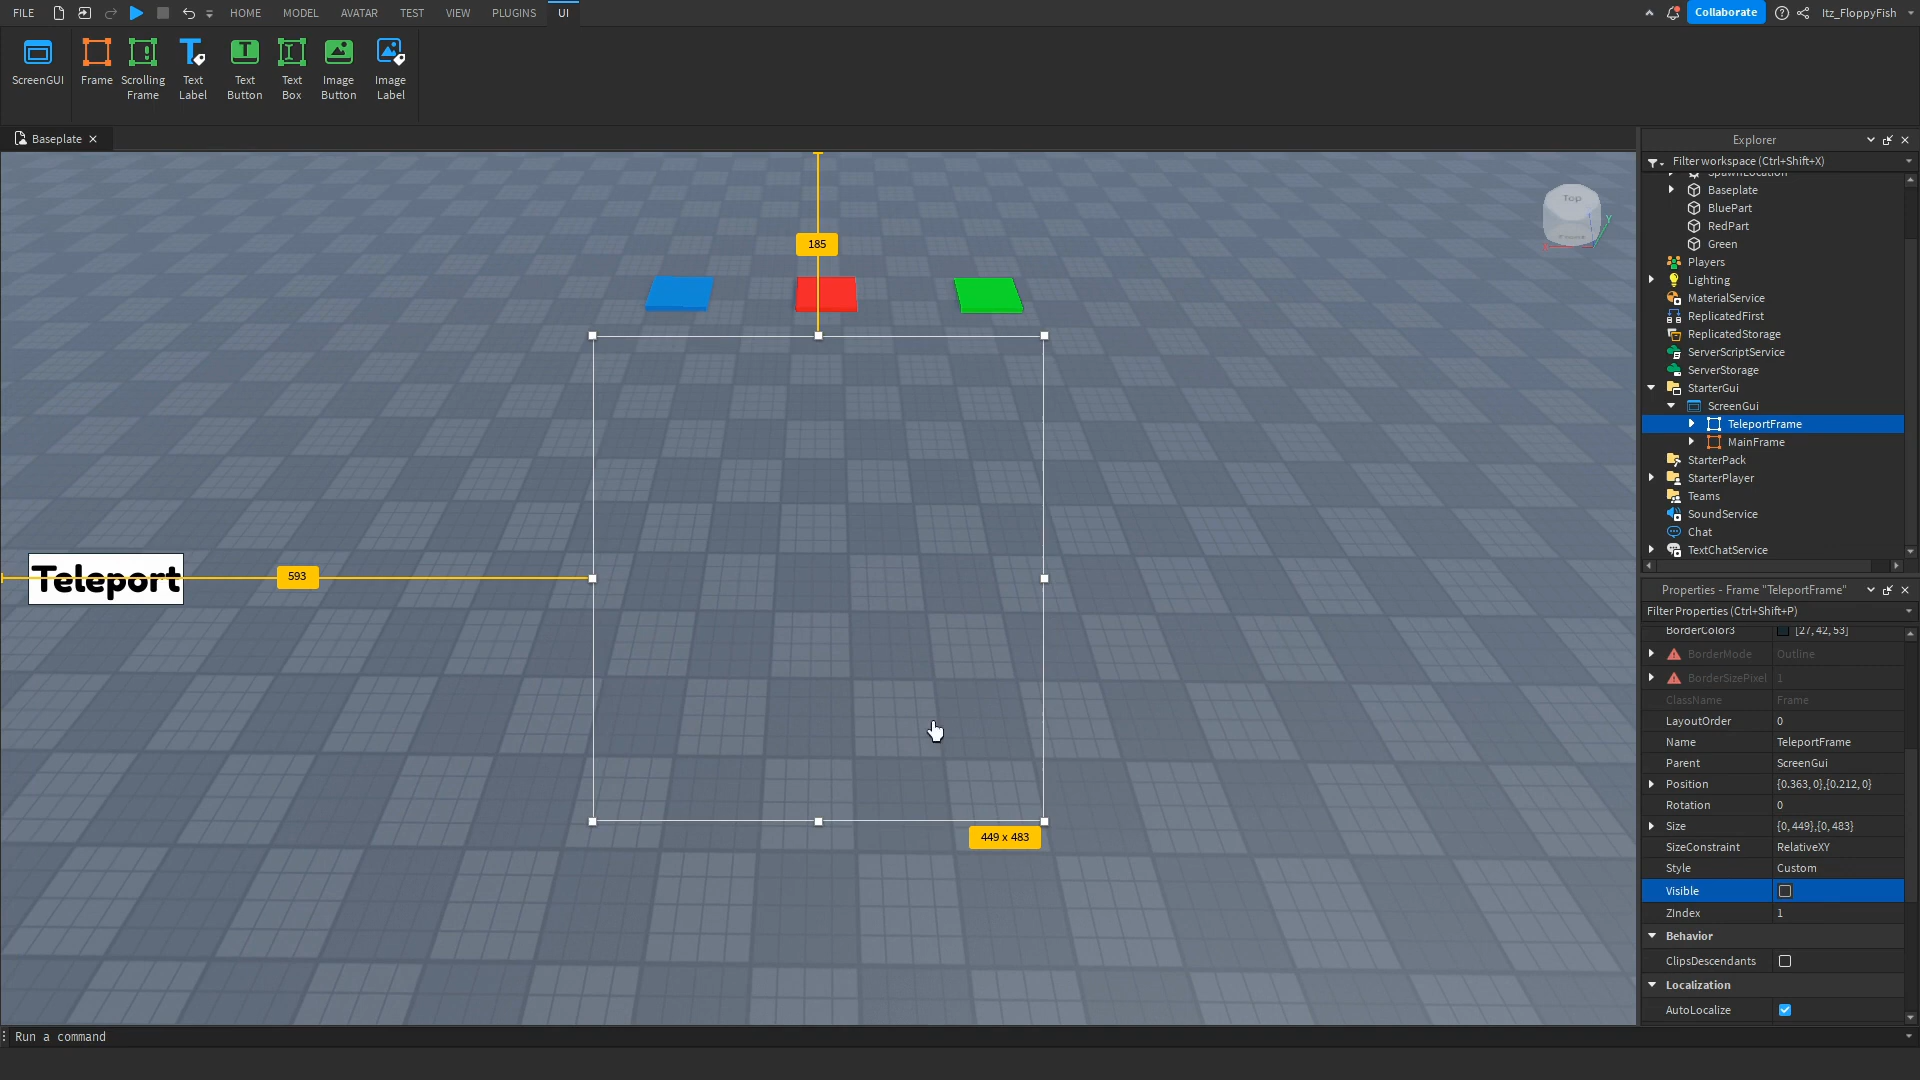 FILE
HOME
MODEL
AVATAR
TEST
VIEW
PLUGINS
UI
Collaborate
Itz_FloppyFish
ScreenGUI
Frame
Scrolling
Frame
Text
Label
Text
Button
Text
Box
Image
Button
Image
Label
Baseplate
Explorer
Filter workspace (Ctrl+Shift+X)
SpawnLocation
Baseplate
BluePart
RedPart
Green
Players
Lighting
MaterialService
ReplicatedFirst
ReplicatedStorage
ServerScriptService
ServerStorage
StarterGui
ScreenGui
TeleportFrame
MainFrame
StarterPack
StarterPlayer
Teams
SoundService
Chat
TextChatService
Top
Y
185
Teleport
593
449 x 483
Properties - Frame "TeleportFrame"
Filter Properties (Ctrl+Shift+P)
BorderColor3 [27, 42, 53]
BorderMode Outline
BorderSizePixel 1
ClassName Frame
LayoutOrder 0
Name TeleportFrame
Parent ScreenGui
Position {0.363, 0},{0.212, 0}
Rotation 0
Size {0, 449},{0, 483}
SizeConstraint RelativeXY
Style Custom
Visible
ZIndex 1
Behavior
ClipsDescendants
Localization
AutoLocalize
Run a command